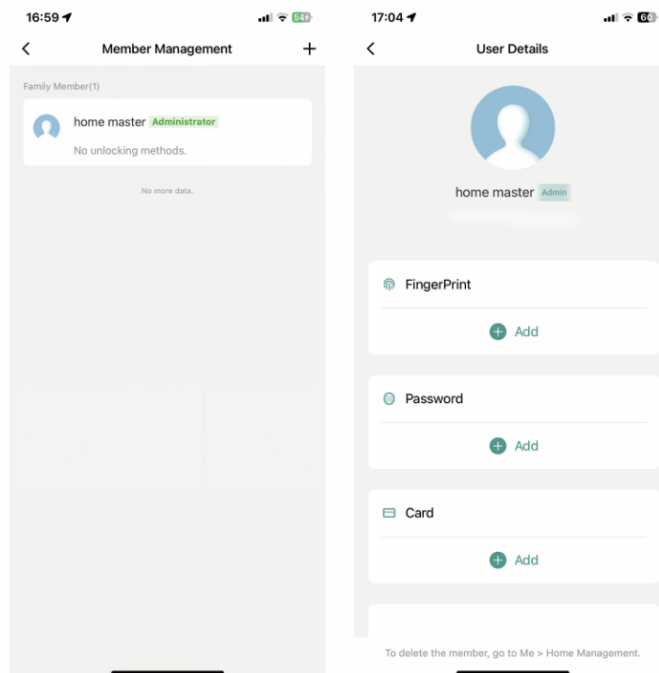 16:59
54
Member Management
Family Member(1)
home master Administrator
No unlocking methods.
No more data.
17:04
60
User Details
home master Admin
FingerPrint
Add
Password
Add
Card
Add
To delete the member, go to Me > Home Management.